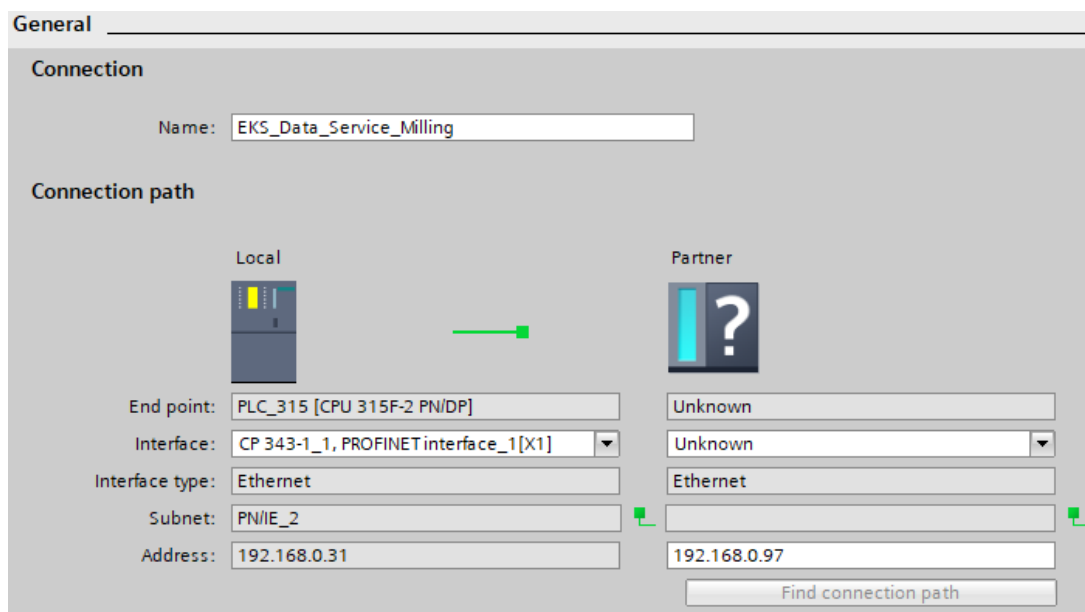 General
Connection
Name: EKS_Data_Service_Milling
Connection path
Local Partner
?
End point: PLC_315 [CPU 315F-2 PN/DP] Unknown
Interface: CP 343-1_1, PROFINET interface_1[X1] Unknown
Interface type: Ethernet Ethernet
Subnet: PN/IE_2
Address: 192.168.0.31 192.168.0.97
Find connection path